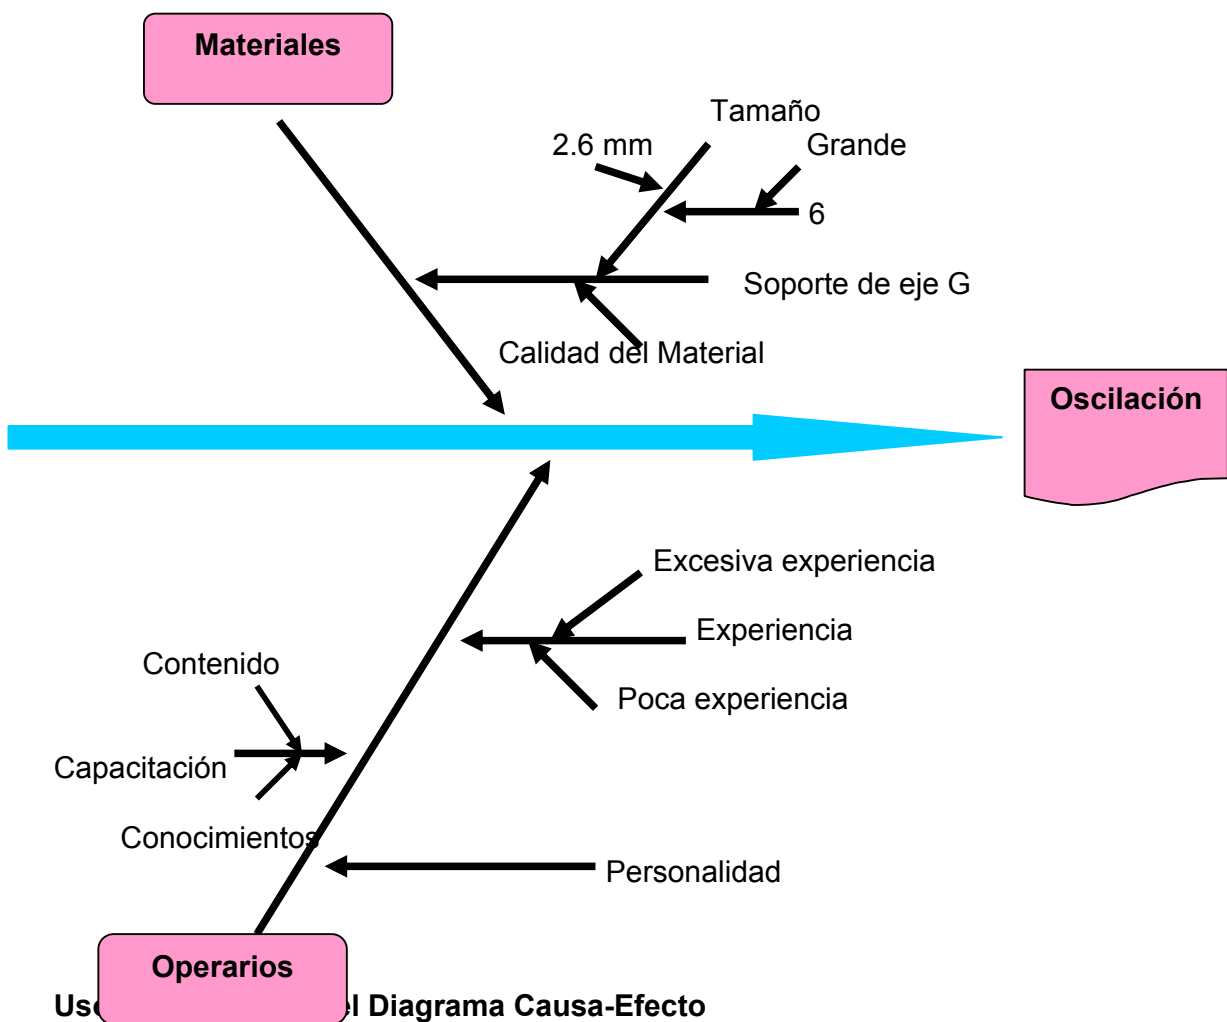 Materiales
Tamaño
2.6 mm
Grande
6
Soporte de eje G
Calidad del Material
Oscilación
Excesiva experiencia
Experiencia
Contenido
Poca experiencia
Capacitación
Conocimientos
Personalidad
Operarios
Diagrama Causa-Efecto